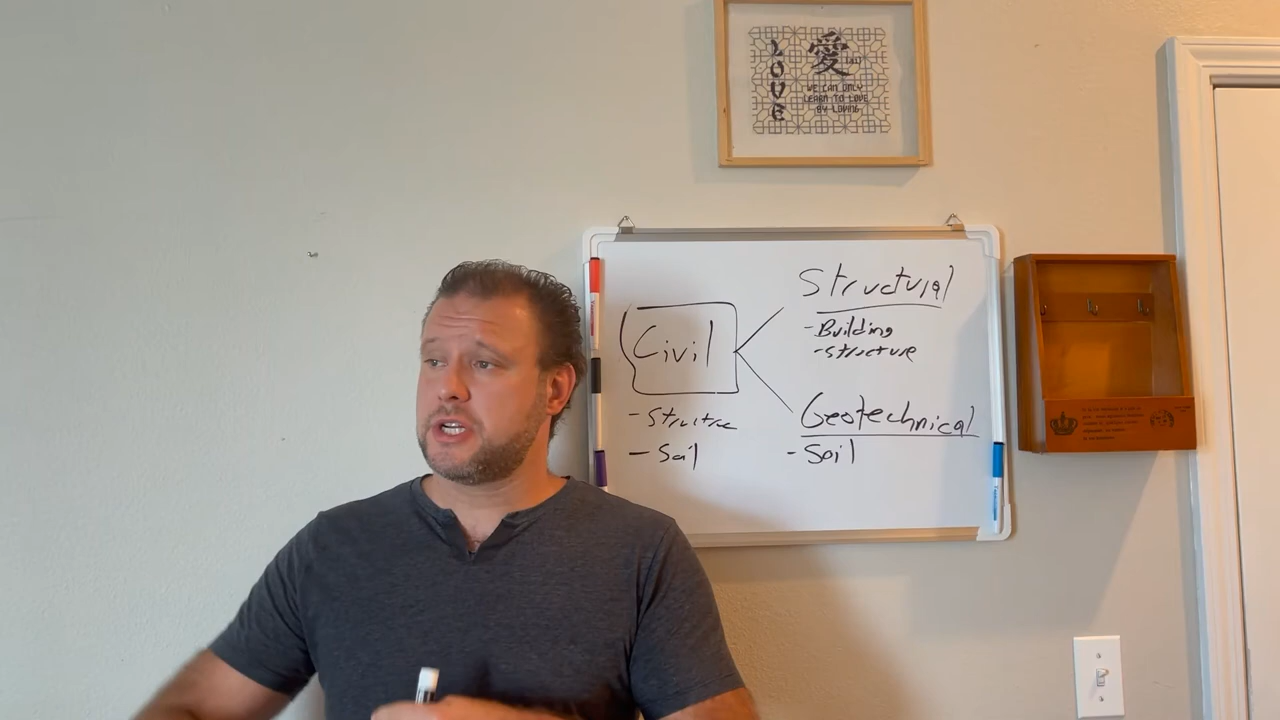 LOVE
愛
WE CAN ONLY
LEARN TO LOVE
BY LOVING
Structural
-Building
-structure
Civil
-Structre
- Soil
Geotechnical
-Soil